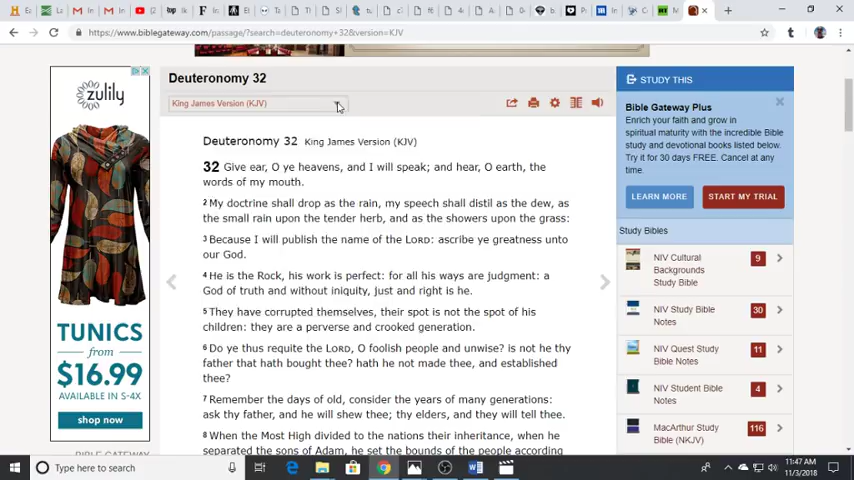 https://www.biblegateway.com/passage/?search=deuteronomy+32&version=KJV
zulily
TUNICS
from
$16.99
AVAILABLE IN S-4X
shop now
BIBLE GATEWAY
Deuteronomy 32
King James Version (KJV)
Deuteronomy 32 King James Version (KJV)
32 Give ear, O ye heavens, and I will speak; and hear, O earth, the
words of my mouth.
2 My doctrine shall drop as the rain, my speech shall distil as the dew, as
the small rain upon the tender herb, and as the showers upon the grass:
3 Because I will publish the name of the LORD: ascribe ye greatness unto
our God.
4 He is the Rock, his work is perfect: for all his ways are judgment: a
God of truth and without iniquity, just and right is he.
5 They have corrupted themselves, their spot is not the spot of his
children: they are a perverse and crooked generation.
6 Do ye thus requite the LORD, O foolish people and unwise? is not he thy
father that hath bought thee? hath he not made thee, and established
thee?
7 Remember the days of old, consider the years of many generations:
ask thy father, and he will shew thee; thy elders, and they will tell thee.
8 When the Most High divided to the nations their inheritance, when he
separated the sons of Adam, he set the bounds of the people according
STUDY THIS
Bible Gateway Plus
Enrich your faith and grow in
spiritual maturity with the incredible Bible
study and devotional books listed below.
Try it for 30 days FREE. Cancel at any
time.
LEARN MORE START MY TRIAL
Study Bibles
NIV Cultural 9
Backgrounds
Study Bible
NIV Study Bible 30
Notes
NIV Quest Study 11
Bible Notes
NIV Student Bible 4
Notes
MacArthur Study 116
Bible (NKJV)
Type here to search
11:47 AM
11/3/2018